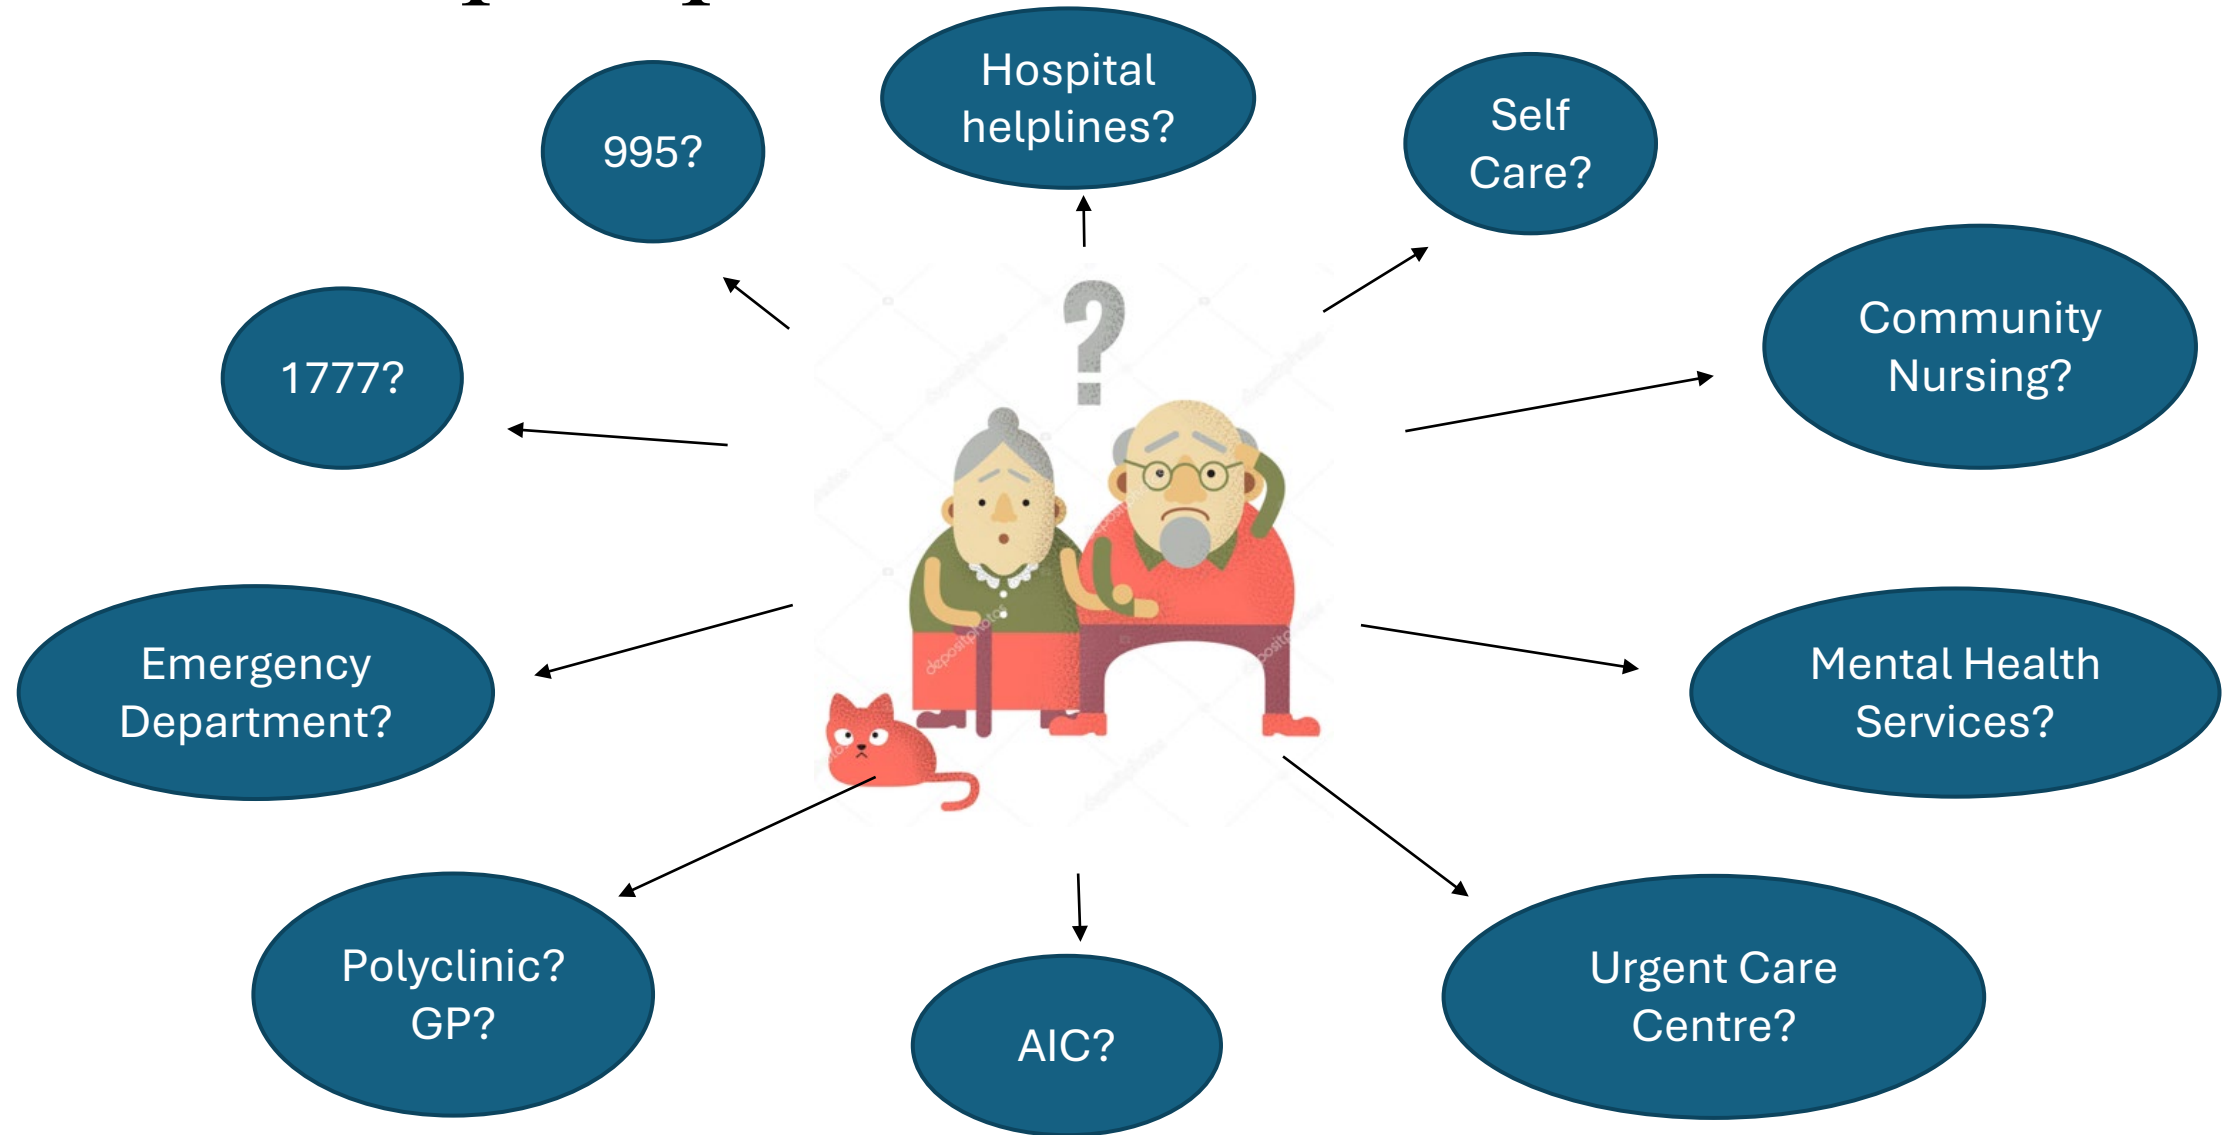 Hospital
helplines?
Self
Care?
995?
Community
Nursing?
1777?
?
Emergency
Department?
Mental Health
Services?
Polyclinic?
GP?
Urgent Care
Centre?
AIC?
depositphotos